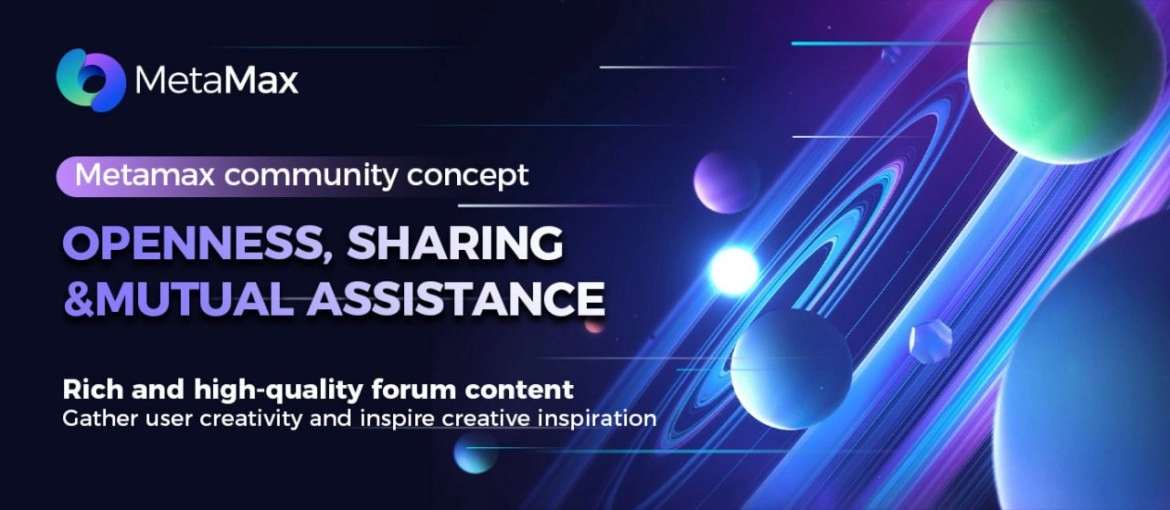 MetaMax
Metamax community concept
OPENNESS, SHARING
&MUTUAL ASSISTANCE
Rich and high-quality forum content
Gather user creativity and inspire creative inspiration